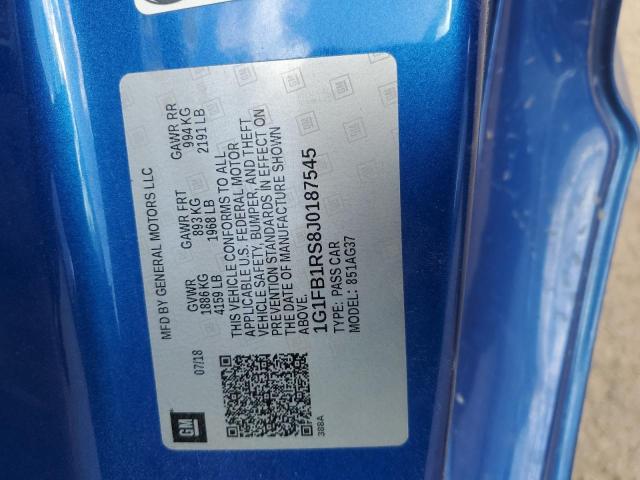 MFD BY GENERAL MOTORS LLC
07/18
GVWR GAWR FRT GAWR RR
1886 KG 893 KG 994 KG
4159 LB 1968 LB 2191 LB
THIS VEHICLE CONFORMS TO ALL
APPLICABLE U.S. FEDERAL MOTOR
VEHICLE SAFETY, BUMPER, AND THEFT
PREVENTION STANDARDS IN EFFECT ON
THE DATE OF MANUFACTURE SHOWN
ABOVE.
1G1FB1RS8J0187545
TYPE: PASS CAR
MODEL: 851AG37
GM
388A